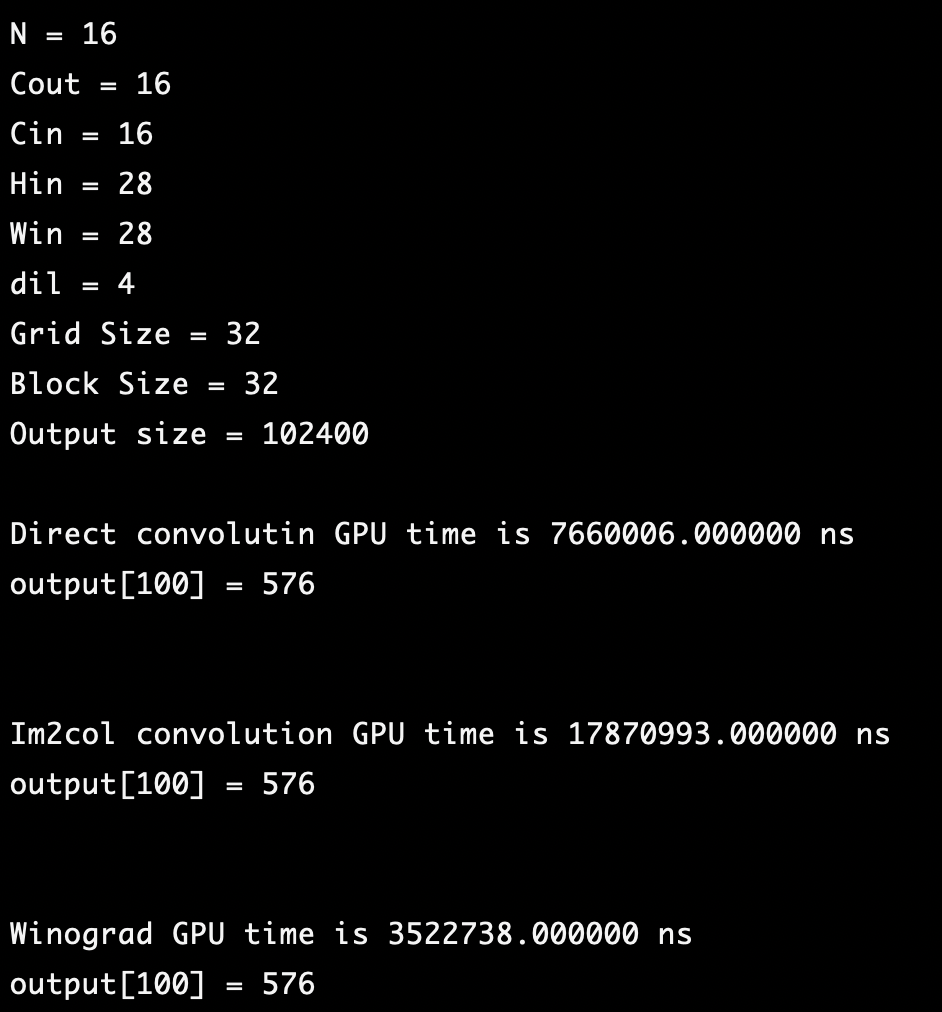 N = 16
Cout = 16
Cin = 16
Hin = 28
Win = 28
dil = 4
Grid Size = 32
Block Size = 32
Output size = 102400
Direct convolutin GPU time is 7660006.000000 ns
output[100] = 576
Im2col convolution GPU time is 17870993.000000 ns
output[100] = 576
Winograd GPU time is 3522738.000000 ns
output[100] = 576